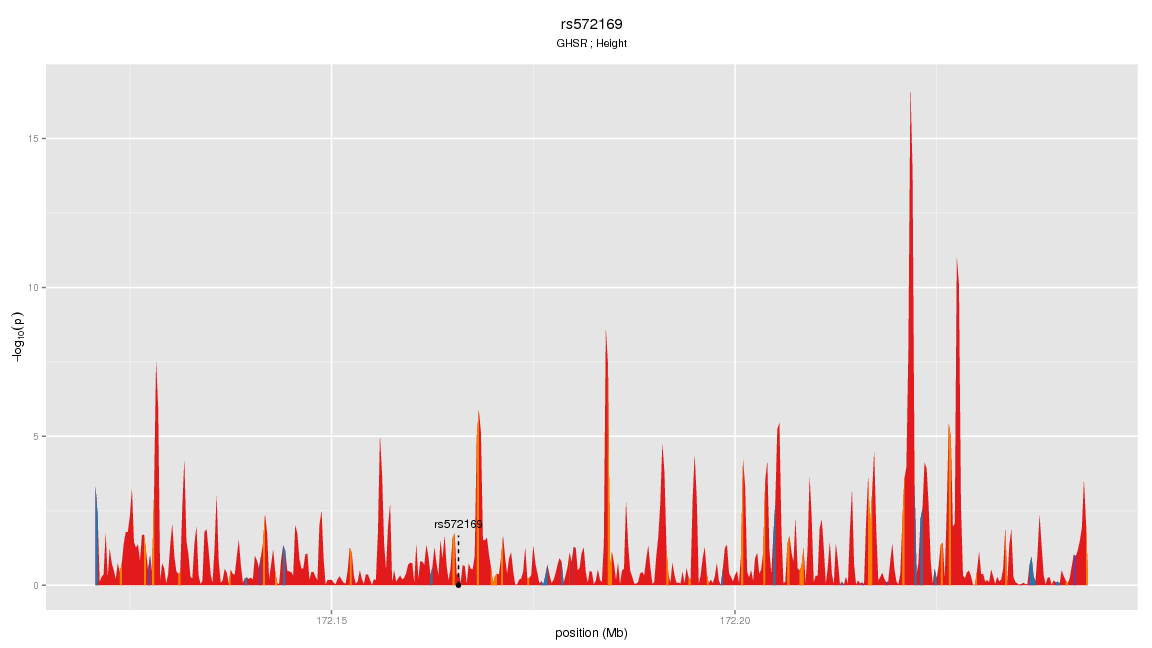 rs572169
GHSR ; Height
15
10
5
0
−log10(p)
rs572169
172.15
172.20
position (Mb)